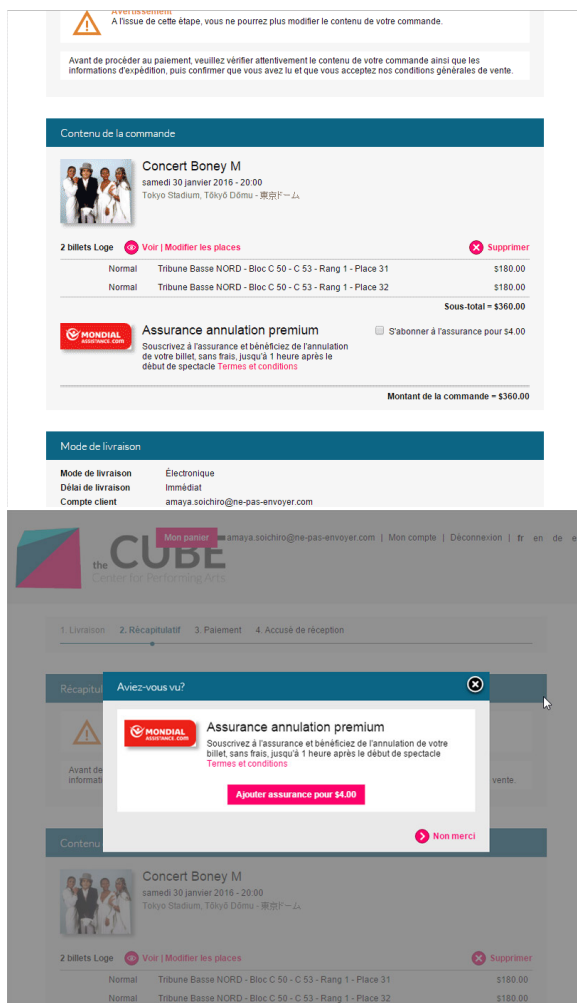 Avertissement
A l'issue de cette étape, vous ne pourrez plus modifier le contenu de votre commande.
Avant de procéder au paiement, veuillez vérifier attentivement le contenu de votre commande ainsi que les
informations d'expédition, puis confirmer que vous avez lu et que vous acceptez nos conditions générales de vente.
Contenu de la commande
Concert Boney M
samedi 30 janvier 2016 - 20:00
Tokyo Stadium, Tōkyō Dōmu - 東京ドーム
2 billets Loge Voir | Modifier les places Supprimer
Normal Tribune Basse NORD - Bloc C 50 - C 53 - Rang 1 - Place 31 $180.00
Normal Tribune Basse NORD - Bloc C 50 - C 53 - Rang 1 - Place 32 $180.00
Sous-total = $360.00
MONDIAL
ASSISTANCE.com
Assurance annulation premium
S'abonner à l'assurance pour $4.00
Souscrivez à l'assurance et bénéficiez de l'annulation
de votre billet, sans frais, jusqu'à 1 heure après le
début de spectacle Termes et conditions
Montant de la commande = $360.00
Mode de livraison
Mode de livraison Électronique
Délai de livraison Immédiat
Compte client amaya.soichiro@ne-pas-envoyer.com
the CUBE
Center for Performing Arts
Mon panier amaya.soichiro@ne-pas-envoyer.com | Mon compte | Déconnexion | fr en de e
1. Livraison 2. Récapitulatif 3. Paiement 4. Accusé de réception
Récapitul
Aviez-vous vu?
MONDIAL
ASSISTANCE.com
Assurance annulation premium
Souscrivez à l'assurance et bénéficiez de l'annulation de votre
billet, sans frais, jusqu'à 1 heure après le début de spectacle
Termes et conditions
Ajouter assurance pour $4.00
Non merci
Avant de
informati
vente.
Contenu
Concert Boney M
samedi 30 janvier 2016 - 20:00
Tokyo Stadium, Tōkyō Dōmu - 東京ドーム
2 billets Loge Voir | Modifier les places Supprimer
Normal Tribune Basse NORD - Bloc C 50 - C 53 - Rang 1 - Place 31 $180.00
Normal Tribune Basse NORD - Bloc C 50 - C 53 - Rang 1 - Place 32 $180.00